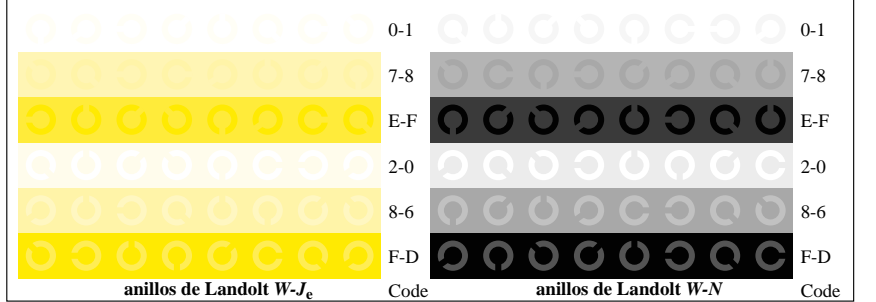 0-1 0-1
7-8 7-8
E-F E-F
2-0 2-0
8-6 8-6
F-D F-D
anillos de Landolt W-Je Code anillos de Landolt W-N Code